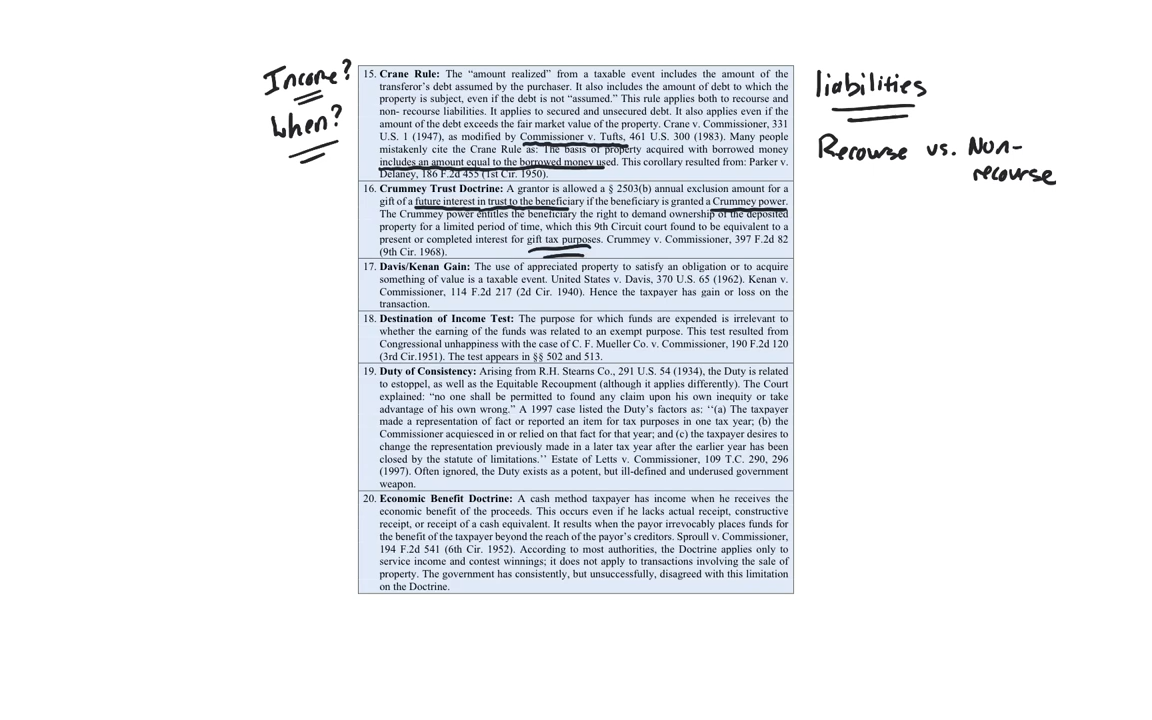 Income?
When?
15. Crane Rule: The “amount realized” from a taxable event includes the amount of the
transferor’s debt assumed by the purchaser. It also includes the amount of debt to which the
property is subject, even if the debt is not “assumed.” This rule applies both to recourse and
non- recourse liabilities. It applies to secured and unsecured debt. It also applies even if the
amount of the debt exceeds the fair market value of the property. Crane v. Commissioner, 331
U.S. 1 (1947), as modified by Commissioner v. Tufts, 461 U.S. 300 (1983). Many people
mistakenly cite the Crane Rule as: The basis of property acquired with borrowed money
includes an amount equal to the borrowed money used. This corollary resulted from: Parker v.
Delaney, 186 F.2d 455 (1st Cir. 1950).
16. Crummey Trust Doctrine: A grantor is allowed a § 2503(b) annual exclusion amount for a
gift of a future interest in trust to the beneficiary if the beneficiary is granted a Crummey power.
The Crummey power entitles the beneficiary the right to demand ownership of the deposited
property for a limited period of time, which this 9th Circuit court found to be equivalent to a
present or completed interest for gift tax purposes. Crummey v. Commissioner, 397 F.2d 82
(9th Cir. 1968).
17. Davis/Kenan Gain: The use of appreciated property to satisfy an obligation or to acquire
something of value is a taxable event. United States v. Davis, 370 U.S. 65 (1962). Kenan v.
Commissioner, 114 F.2d 217 (2d Cir. 1940). Hence the taxpayer has gain or loss on the
transaction.
18. Destination of Income Test: The purpose for which funds are expended is irrelevant to
whether the earning of the funds was related to an exempt purpose. This test resulted from
Congressional unhappiness with the case of C. F. Mueller Co. v. Commissioner, 190 F.2d 120
(3rd Cir.1951). The test appears in §§ 502 and 513.
19. Duty of Consistency: Arising from R.H. Stearns Co., 291 U.S. 54 (1934), the Duty is related
to estoppel, as well as the Equitable Recoupment (although it applies differently). The Court
explained: “no one shall be permitted to found any claim upon his own inequity or take
advantage of his own wrong.” A 1997 case listed the Duty’s factors as: ‘‘(a) The taxpayer
made a representation of fact or reported an item for tax purposes in one tax year; (b) the
Commissioner acquiesced in or relied on that fact for that year; and (c) the taxpayer desires to
change the representation previously made in a later tax year after the earlier year has been
closed by the statute of limitations.’’ Estate of Letts v. Commissioner, 109 T.C. 290, 296
(1997). Often ignored, the Duty exists as a potent, but ill-defined and underused government
weapon.
20. Economic Benefit Doctrine: A cash method taxpayer has income when he receives the
economic benefit of the proceeds. This occurs even if he lacks actual receipt, constructive
receipt, or receipt of a cash equivalent. It results when the payor irrevocably places funds for
the benefit of the taxpayer beyond the reach of the payor’s creditors. Sproull v. Commissioner,
194 F.2d 541 (6th Cir. 1952). According to most authorities, the Doctrine applies only to
service income and contest winnings; it does not apply to transactions involving the sale of
property. The government has consistently, but unsuccessfully, disagreed with this limitation
on the Doctrine.
liabilities
Recourse vs. Non-
recourse